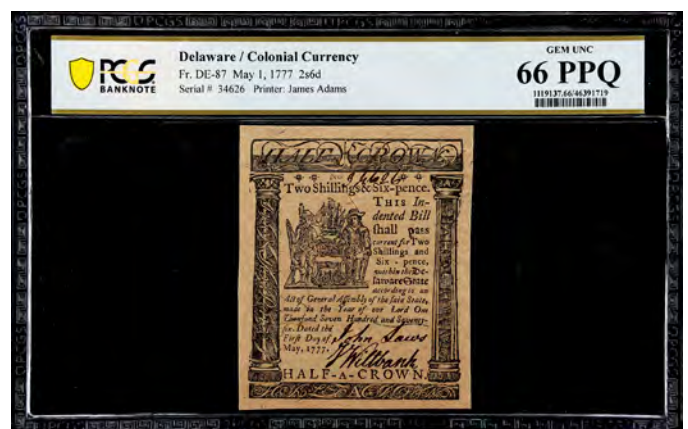 PCGS
BANKNOTE
Delaware / Colonial Currency
Fr. DE-87 May 1, 1777 2s6d
Serial # 34626 Printer: James Adams
GEM UNC
66 PPQ
1119137.66/46391719
HALF A CROWN.
34626
Two Shillings & Six-pence.
THIS In-
dented Bill
ſhall paſs
current for Two
Shillings and
Six - pence,
within the De-
laware State
according to an
Act of General Aſſembly of the ſaid State,
made in the Year of our Lord One
Thouſand Seven Hundred and Seventy-
ſix. Dated the
Firſt Day of
May, 1777.
John Laws
J Wiltbank
HALF-A-CROWN.
A